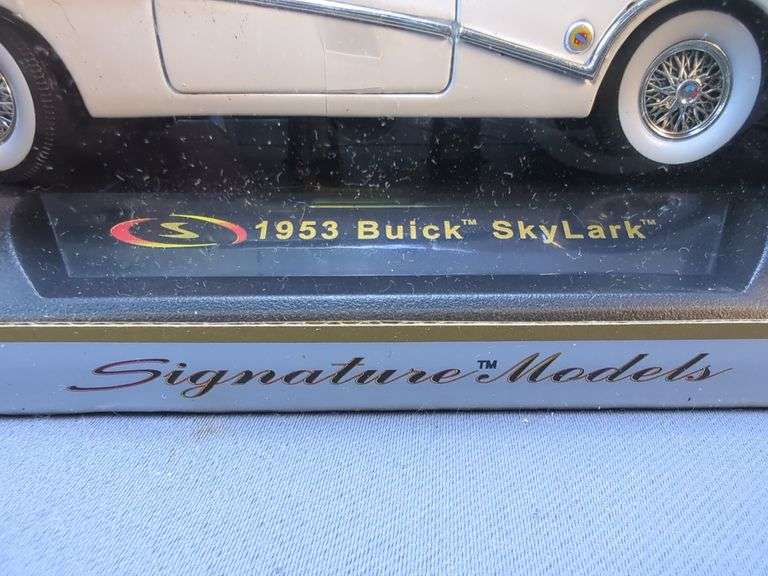 1953 Buick™ SkyLark™
Signature™ Models